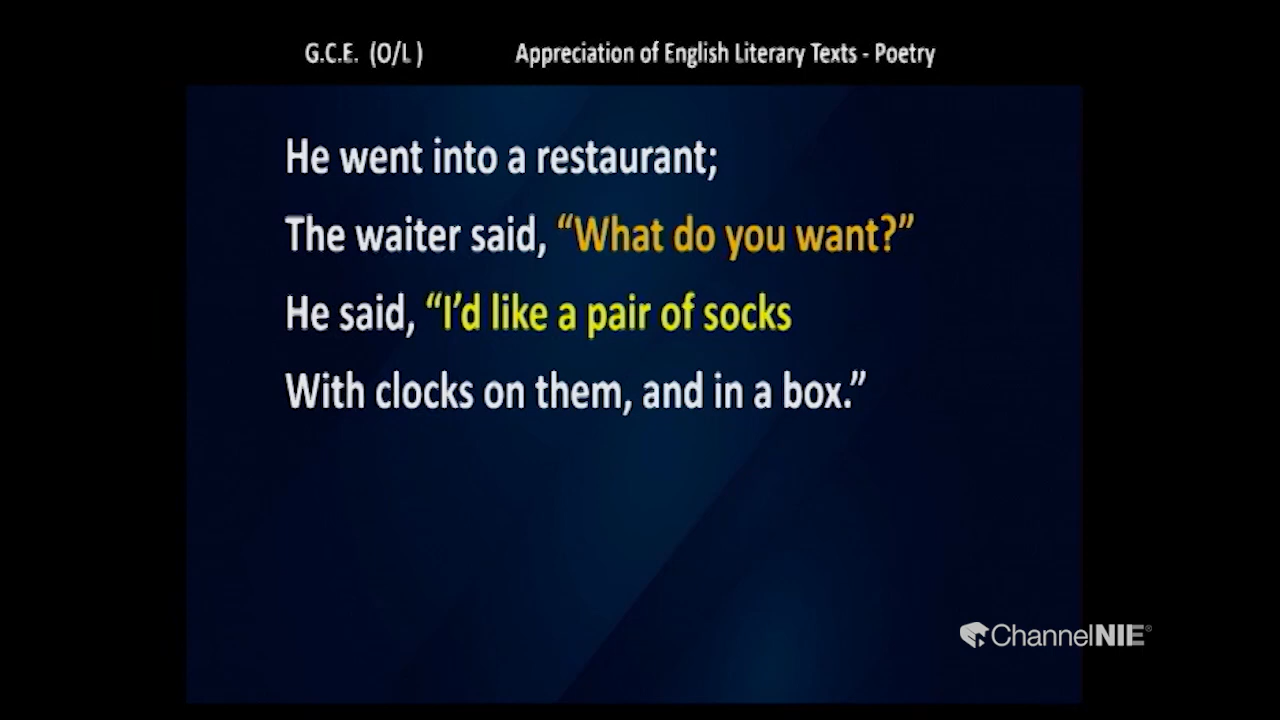 G.C.E. (O/L ) Appreciation of English Literary Texts - Poetry
He went into a restaurant;
The waiter said, “What do you want?”
He said, “I’d like a pair of socks
With clocks on them, and in a box.”
ChannelNIE®